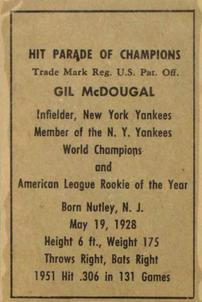 HIT PARADE OF CHAMPIONS
Trade Mark Reg. U.S. Pat. Off.
GIL McDOUGAL
Infielder, New York Yankees
Member of the N. Y. Yankees
World Champions
and
American League Rookie of the Year
Born Nutley, N. J.
May 19, 1928
Height 6 ft., Weight 175
Throws Right, Bats Right
1951 Hit .306 in 131 Games